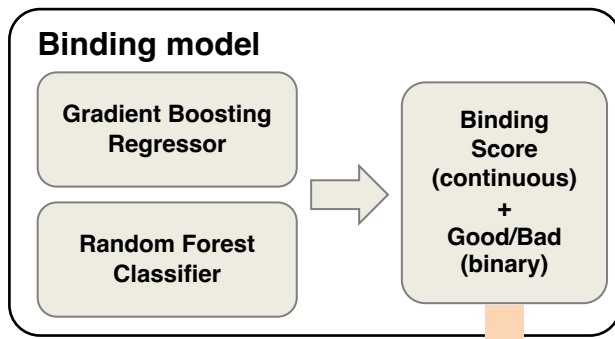 Binding model
Gradient Boosting
Regressor
Random Forest
Classifier
Binding
Score
(continuous)
+
Good/Bad
(binary)